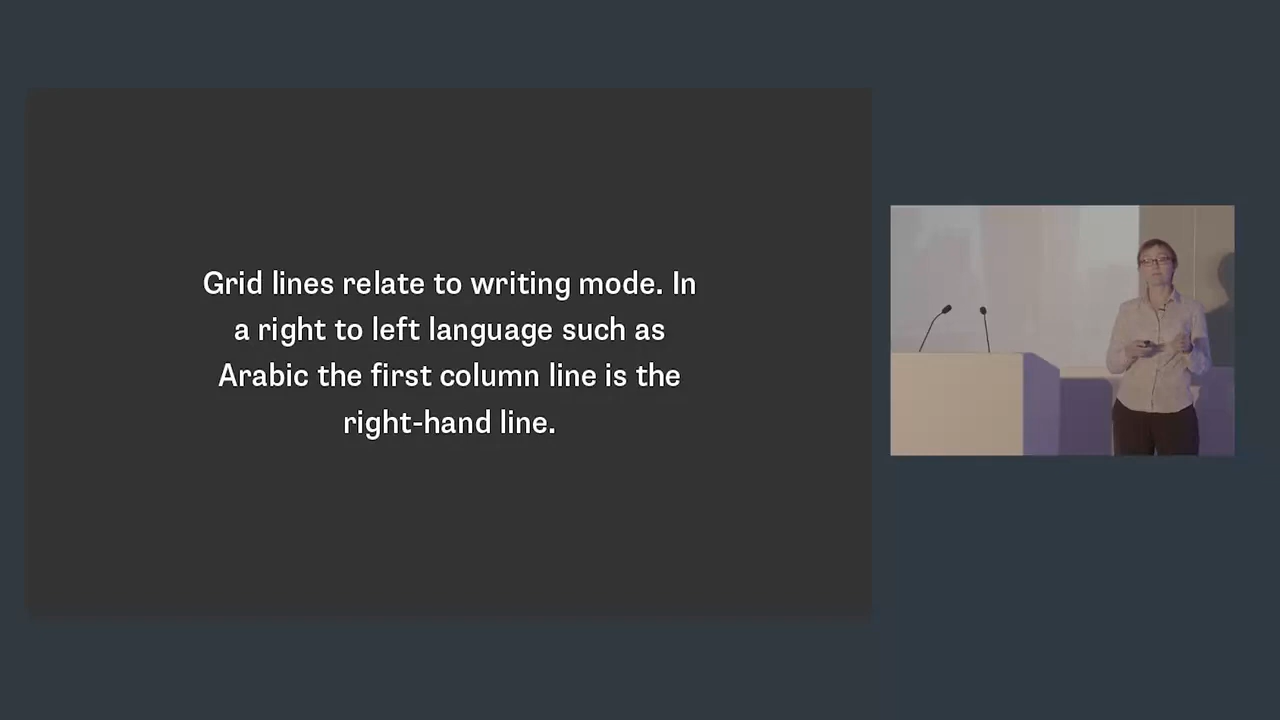 Grid lines relate to writing mode. In
a right to left language such as
Arabic the first column line is the
right-hand line.